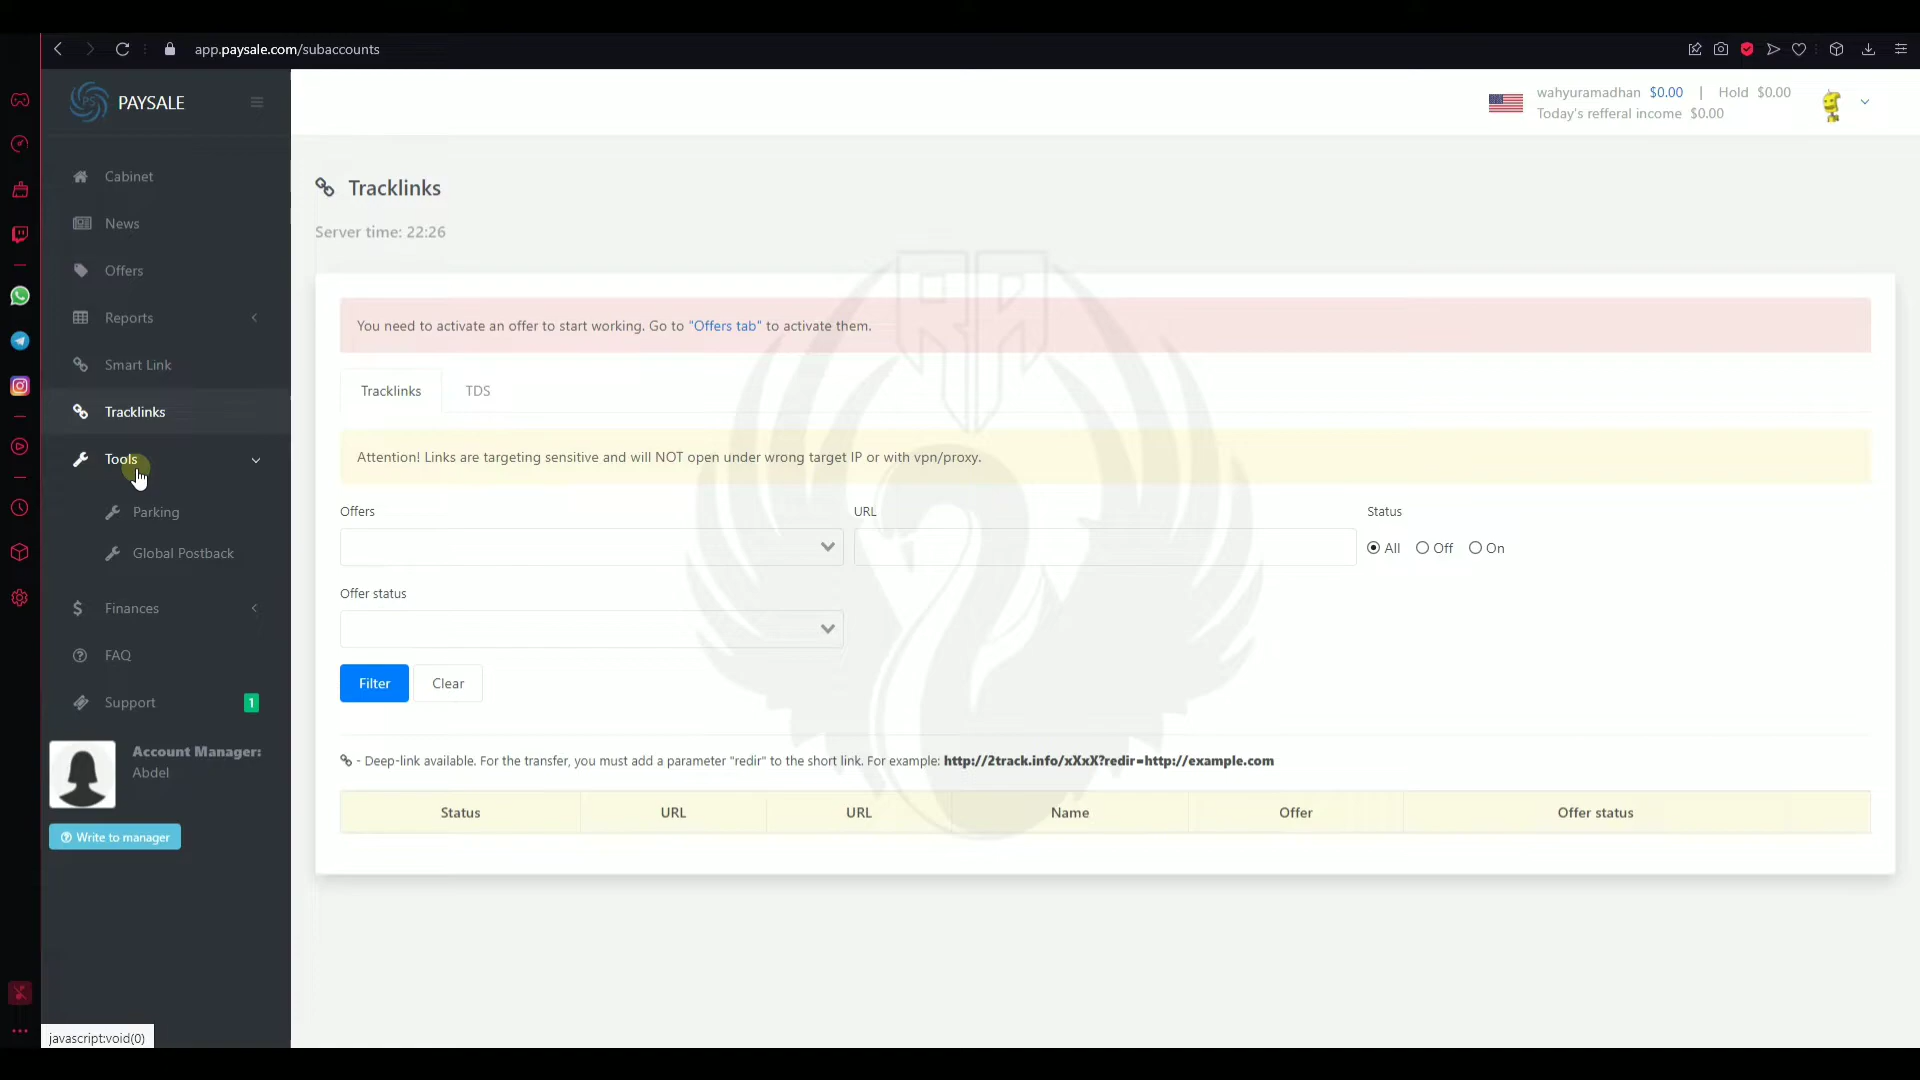 app.paysale.com/subaccounts
PAYSALE
wahyuramadhan $0.00 | Hold $0.00
Today's refferal income $0.00
Cabinet
News
Offers
Reports
Smart Link
Tracklinks
Tools
Parking
Global Postback
Finances
FAQ
Support 1
Account Manager:
Abdel
Write to manager
javascript:void(0)
Tracklinks
Server time: 22:26
You need to activate an offer to start working. Go to "Offers tab" to activate them.
Tracklinks TDS
Attention! Links are targeting sensitive and will NOT open under wrong target IP or with vpn/proxy.
Offers URL Status
All Off On
Offer status
Filter Clear
- Deep-link available. For the transfer, you must add a parameter "redir" to the short link. For example: http://2track.info/xXxX?redir=http://example.com
Status URL URL Name Offer Offer status